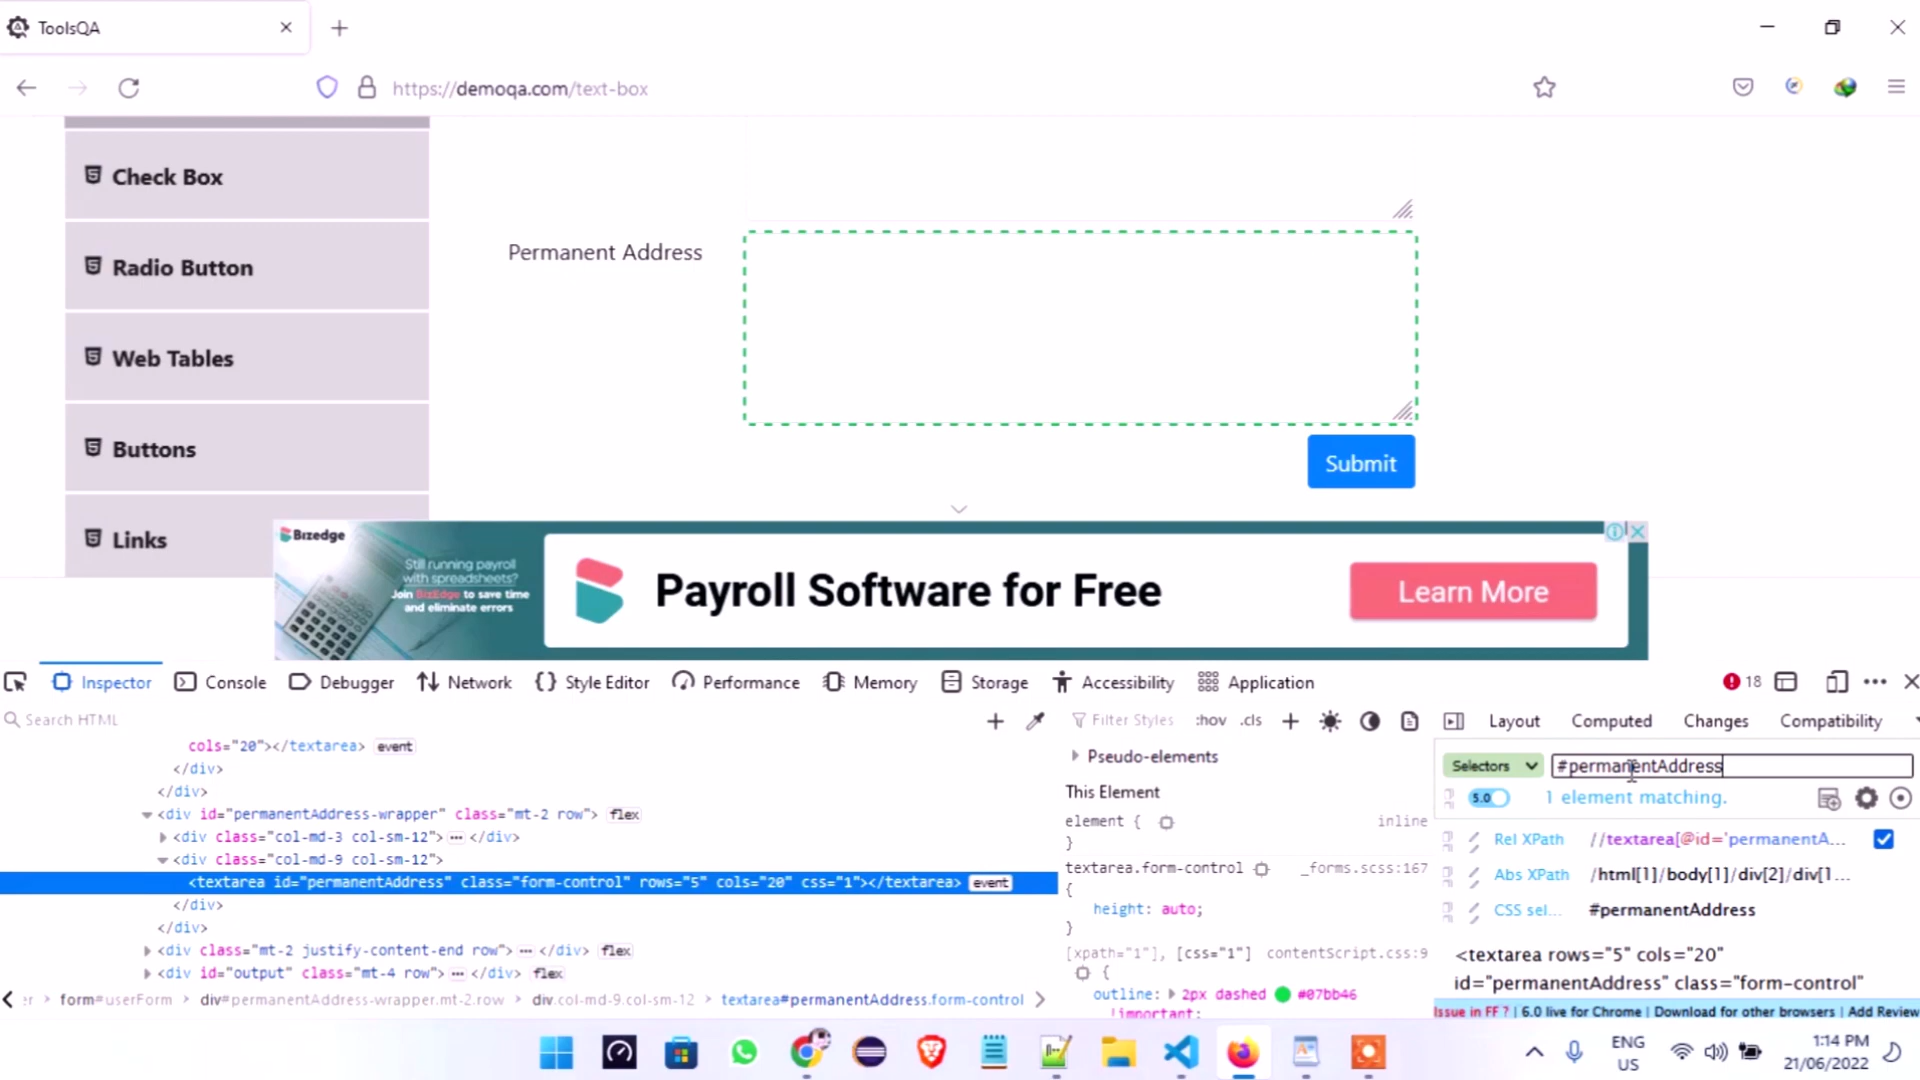 ToolsQA
https://demoqa.com/text-box
Check Box
Radio Button
Web Tables
Buttons
Links
Permanent Address
Submit
Bizedge
Still running payroll
with spreadsheets?
Join BizEdge to save time
and eliminate errors
Payroll Software for Free
Learn More
Inspector
Console
Debugger
Network
Style Editor
Performance
Memory
Storage
Accessibility
Application
18
Search HTML
cols="20"></textarea> event
</div>
</div>
<div id="permanentAddress-wrapper" class="mt-2 row"> flex
<div class="col-md-3 col-sm-12"> ••• </div>
<div class="col-md-9 col-sm-12">
<textarea id="permanentAddress" class="form-control" rows="5" cols="20" css="1"></textarea> event
</div>
</div>
<div class="mt-2 justify-content-end row"> ••• </div> flex
<div id="output" class="mt-4 row"> ••• </div> flex
form#userForm > div#permanentAddress-wrapper.mt-2.row > div.col-md-9.col-sm-12 > textarea#permanentAddress.form-control
Filter Styles
:hov .cls
Pseudo-elements
This Element
element { inline
}
textarea.form-control _forms.scss:167
{
height: auto;
}
[xpath="1"], [css="1"] contentScript.css:9
{
outline: 2px dashed #07bb46
!important;
Layout Computed Changes Compatibility
Selectors #permanentAddress
5.0 1 element matching.
Rel XPath //textarea[@id='permanentA...
Abs XPath /html[1]/body[1]/div[2]/div[1...
CSS sel... #permanentAddress
<textarea rows="5" cols="20"
id="permanentAddress" class="form-control"
Issue in FF ? | 6.0 live for Chrome | Download for other browsers | Add Review
ENG
US
1:14 PM
21/06/2022